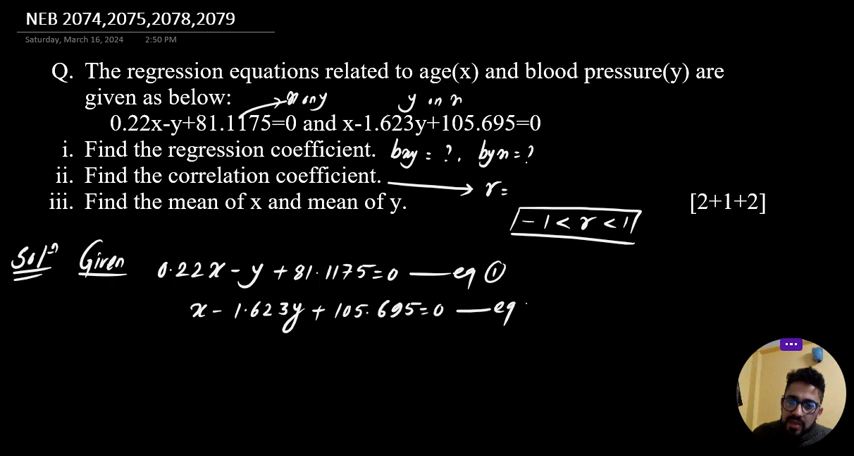 NEB 2074,2075,2078,2079
Saturday, March 16, 2024 2:50 PM
Q. The regression equations related to age(x) and blood pressure(y) are
given as below: x on y y on x
0.22x-y+81.1175=0 and x-1.623y+105.695=0
i. Find the regression coefficient. bxy = ?, byx = ?
ii. Find the correlation coefficient. r =
iii. Find the mean of x and mean of y. [2+1+2]
-1 < r < 1
Solⁿ Given 0.22x - y + 81.1175 = 0 — eq ①
x - 1.623y + 105.695 = 0 — eq